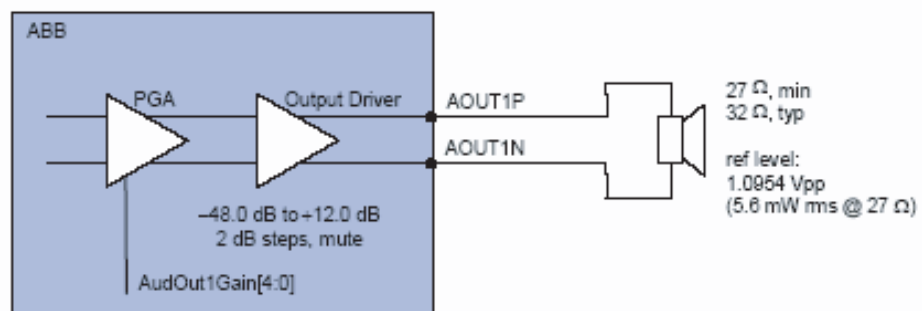 ABB
PGA
Output Driver
AOUT1P
AOUT1N
–48.0 dB to +12.0 dB
2 dB steps, mute
AudOut1Gain[4:0]
27 Ω, min
32 Ω, typ
ref level:
1.0954 Vpp
(5.6 mW rms @ 27 Ω)